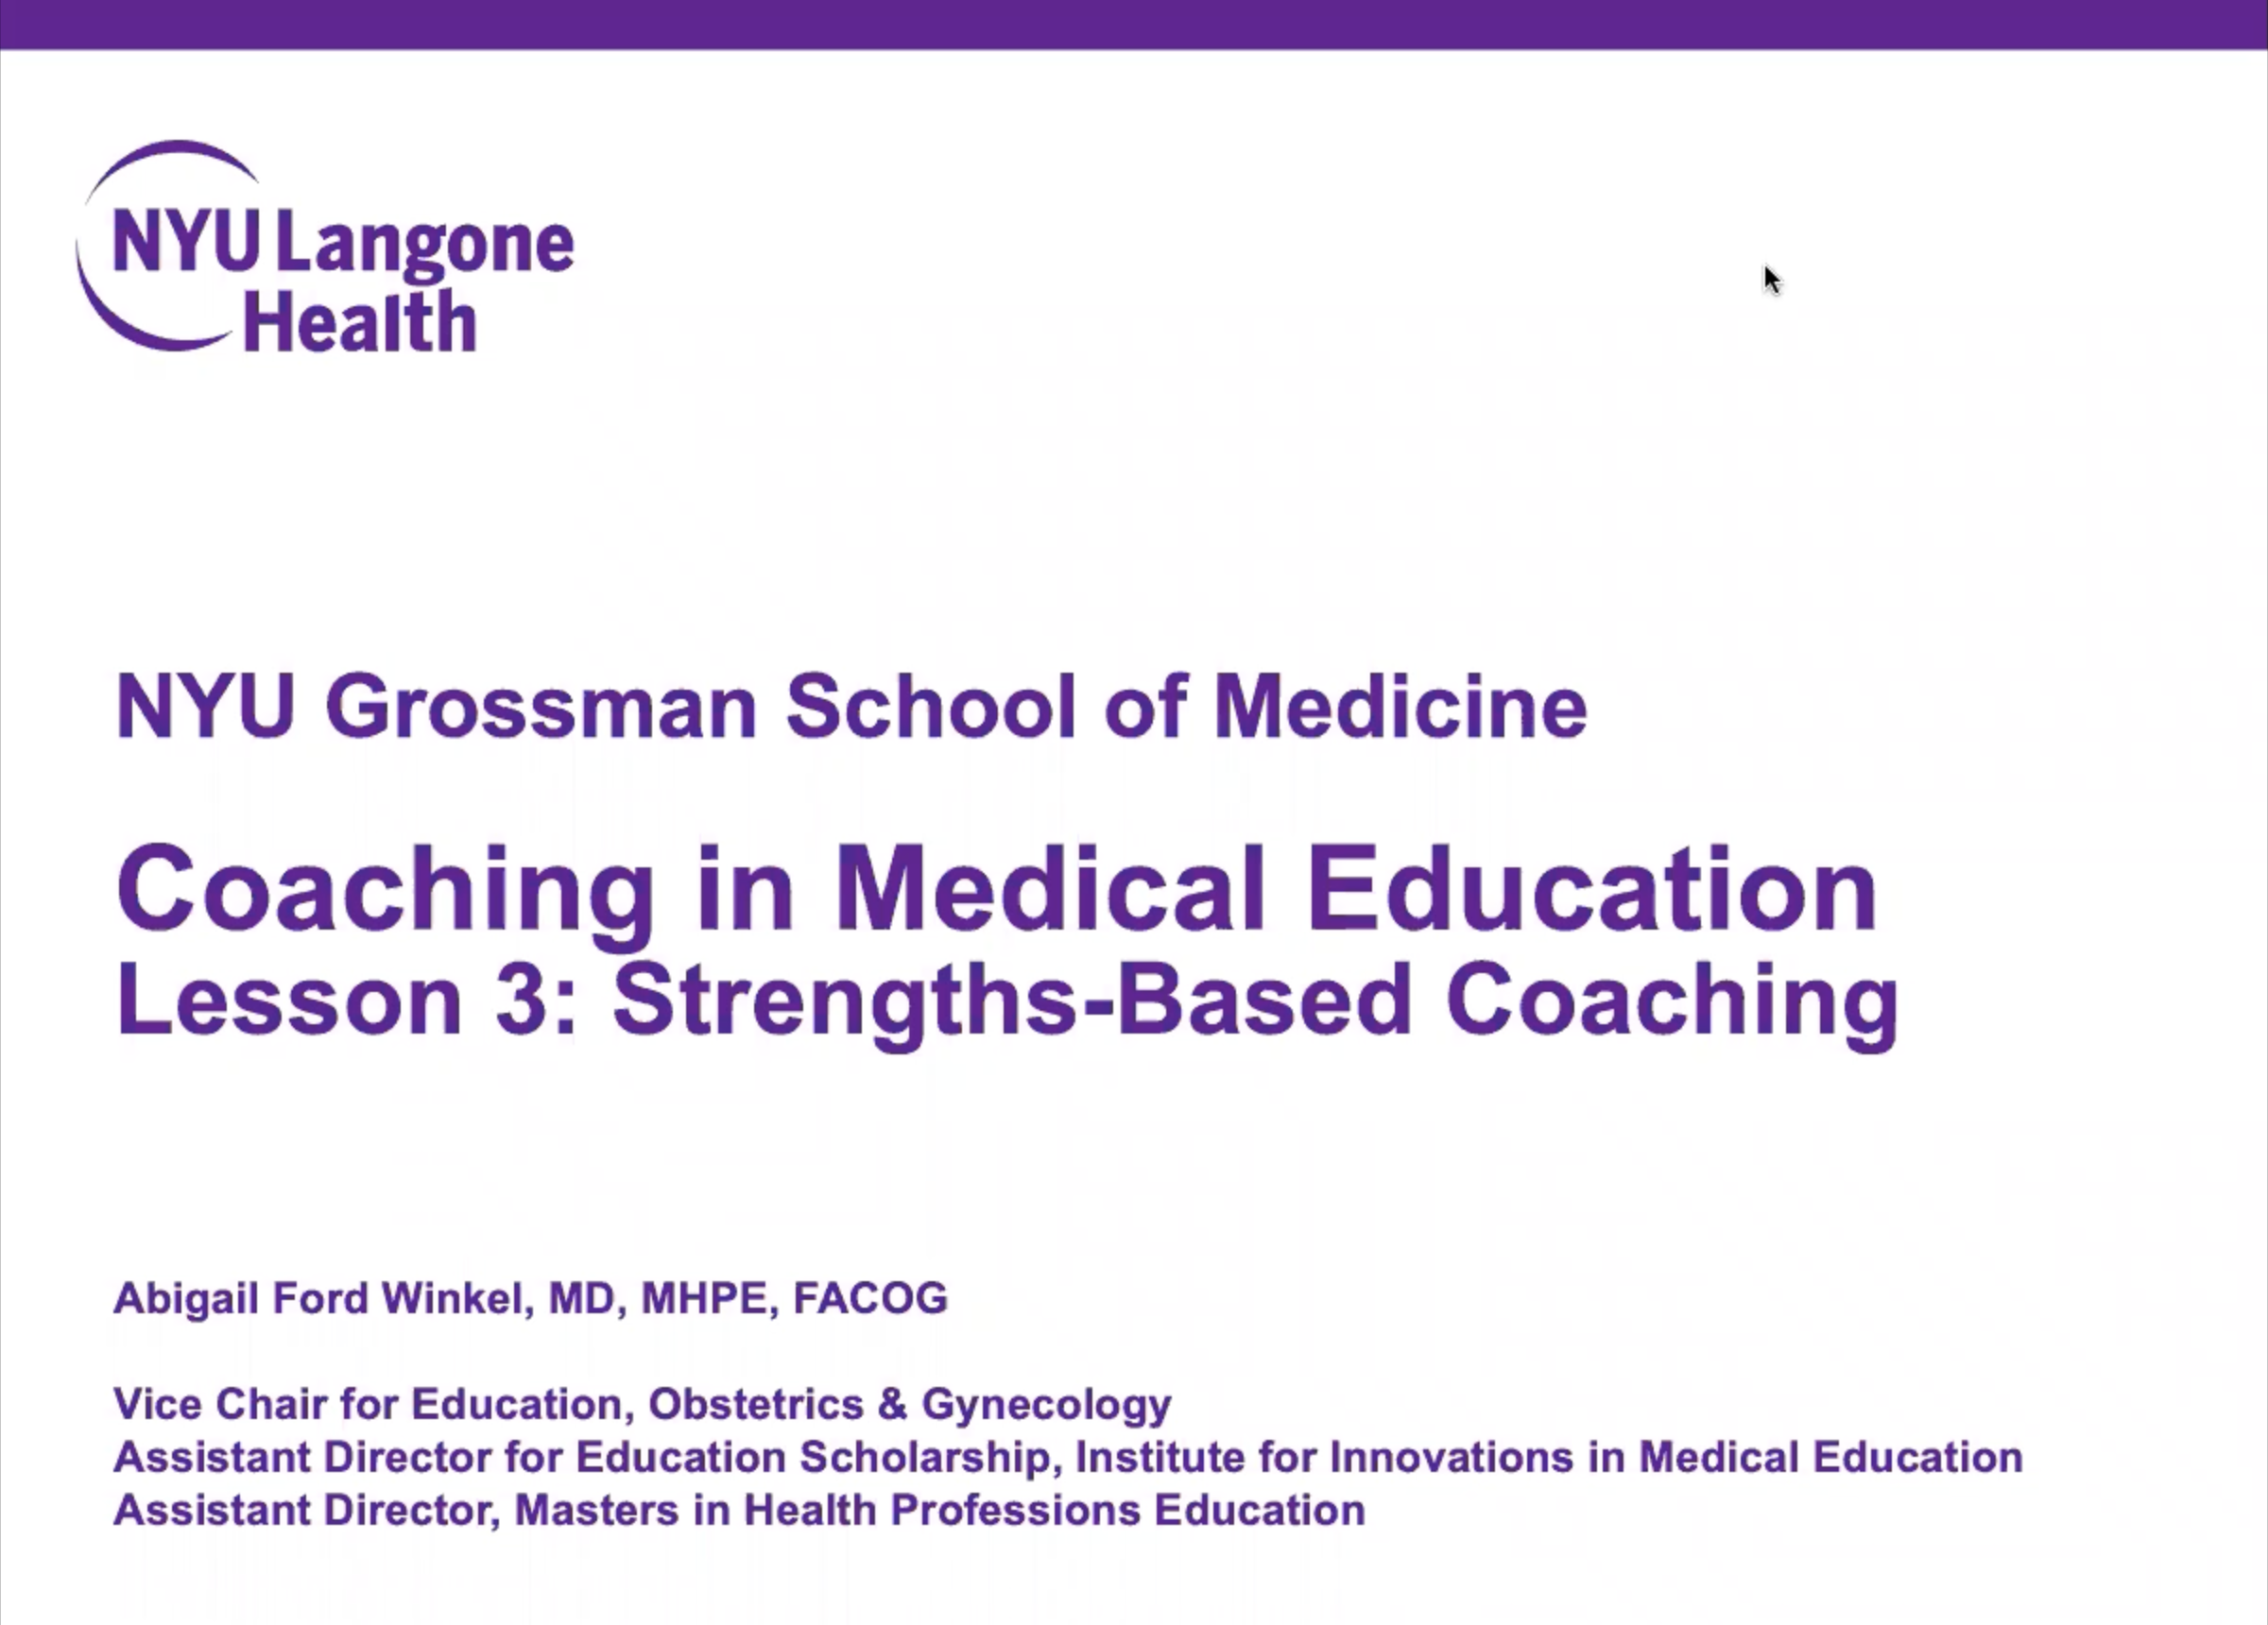 NYU Langone
Health
NYU Grossman School of Medicine
Coaching in Medical Education
Lesson 3: Strengths-Based Coaching
Abigail Ford Winkel, MD, MHPE, FACOG
Vice Chair for Education, Obstetrics & Gynecology
Assistant Director for Education Scholarship, Institute for Innovations in Medical Education
Assistant Director, Masters in Health Professions Education